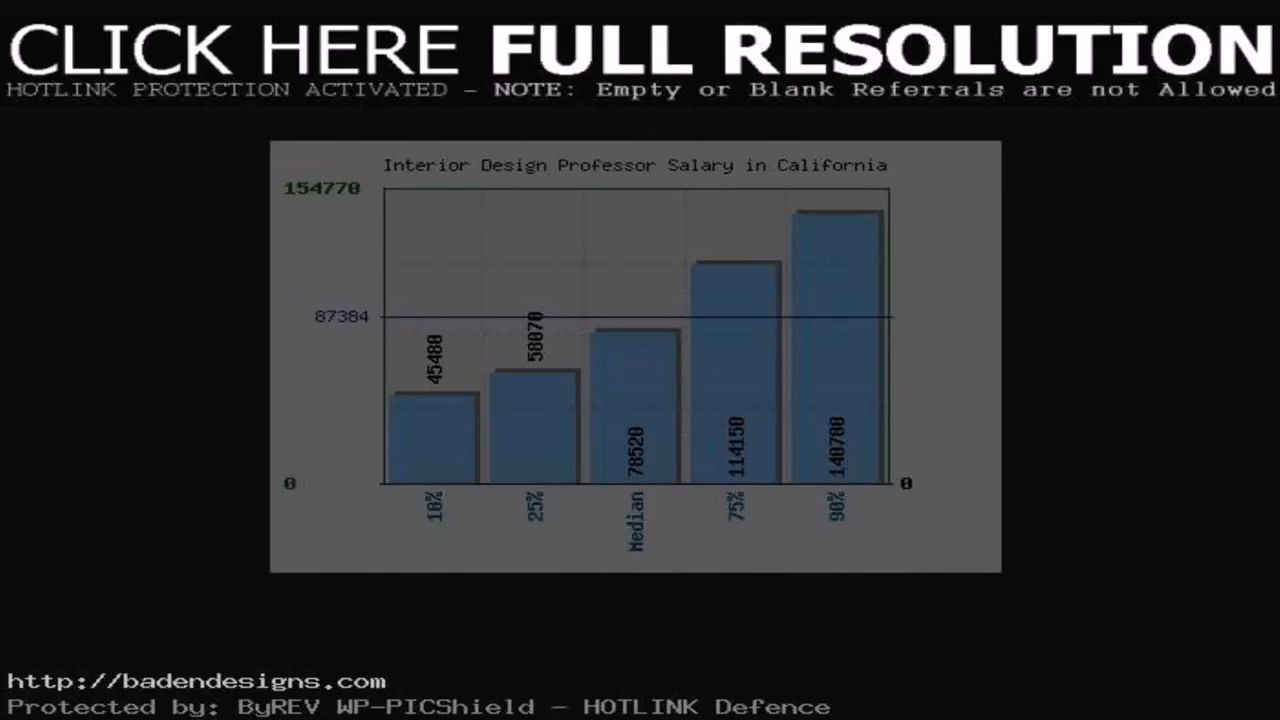 CLICK HERE FULL RESOLUTION
HOTLINK PROTECTION ACTIVATED - NOTE: Empty or Blank Referrals are not Allowed
Interior Design Professor Salary in California
154770
87384
0
0
45480
58070
78520
114150
140700
10%
25%
Median
75%
90%
http://badendesigns.com
Protected by: ByREV WP-PICShield - HOTLINK Defence